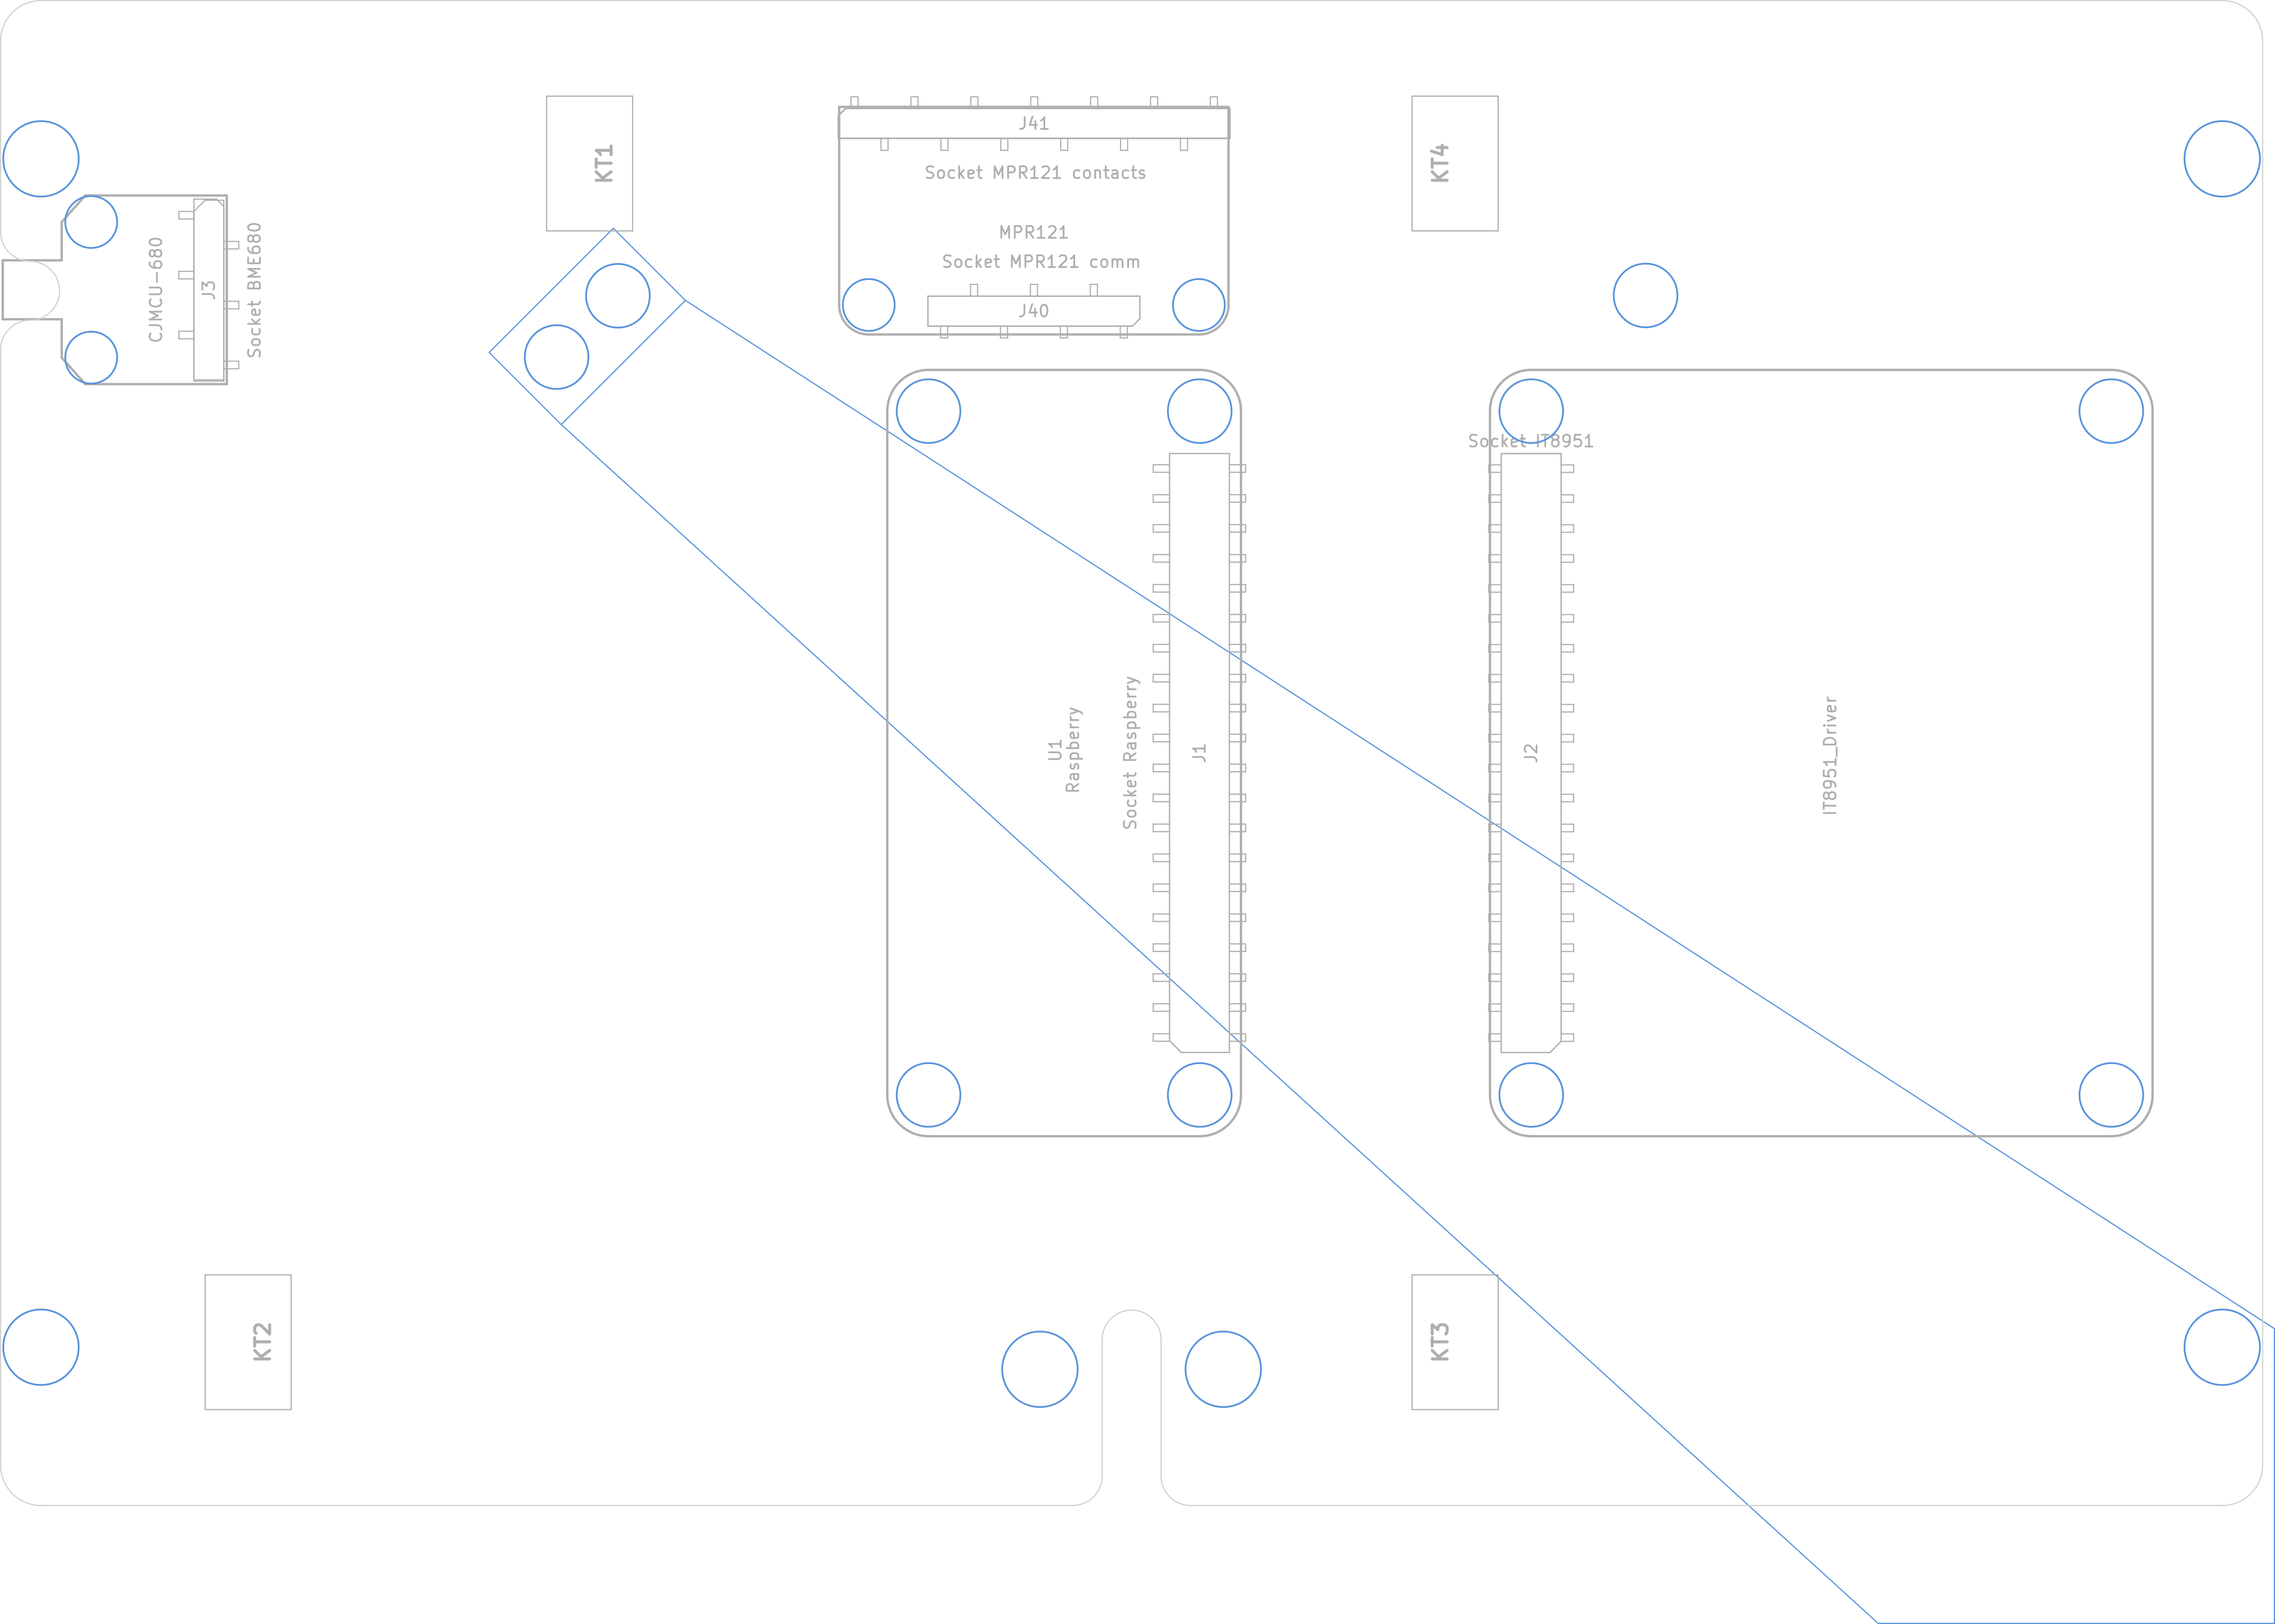 KT1
J41
KT4
Socket MPR121 contacts
MPR121
Socket MPR121 comm
J40
CJMCU-680
J3
Socket BME680
Socket IT8951
U1
Raspberry
Socket Raspberry
J1
J2
IT8951_Driver
KT2
KT3